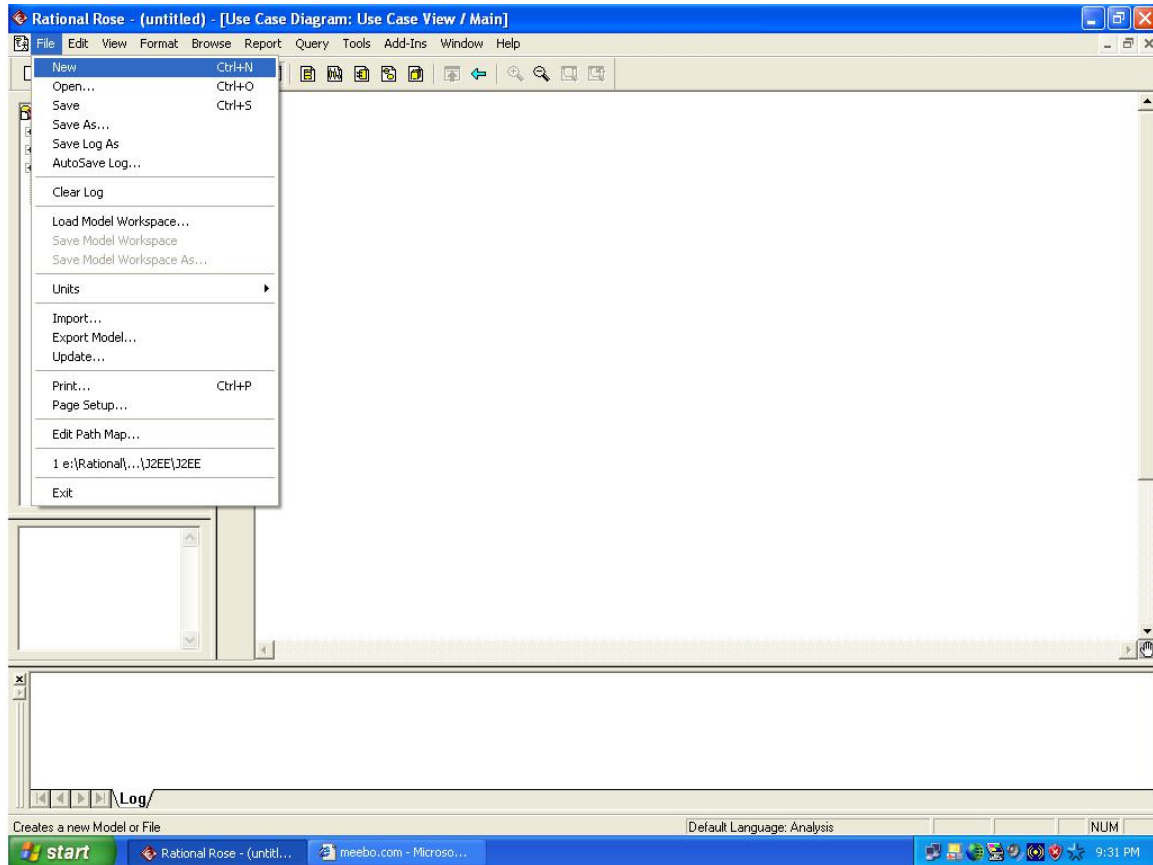 Rational Rose - (untitled) - [Use Case Diagram: Use Case View / Main]
File Edit View Format Browse Report Query Tools Add-Ins Window Help
New Ctrl+N
Open... Ctrl+O
Save Ctrl+S
Save As...
Save Log As
AutoSave Log...
Clear Log
Load Model Workspace...
Save Model Workspace
Save Model Workspace As...
Units
Import...
Export Model...
Update...
Print... Ctrl+P
Page Setup...
Edit Path Map...
1 e:\Rational\...\J2EE\J2EE
Exit
Log
Creates a new Model or File Default Language: Analysis NUM
start Rational Rose - (untitl... meebo.com - Microso... 9:31 PM